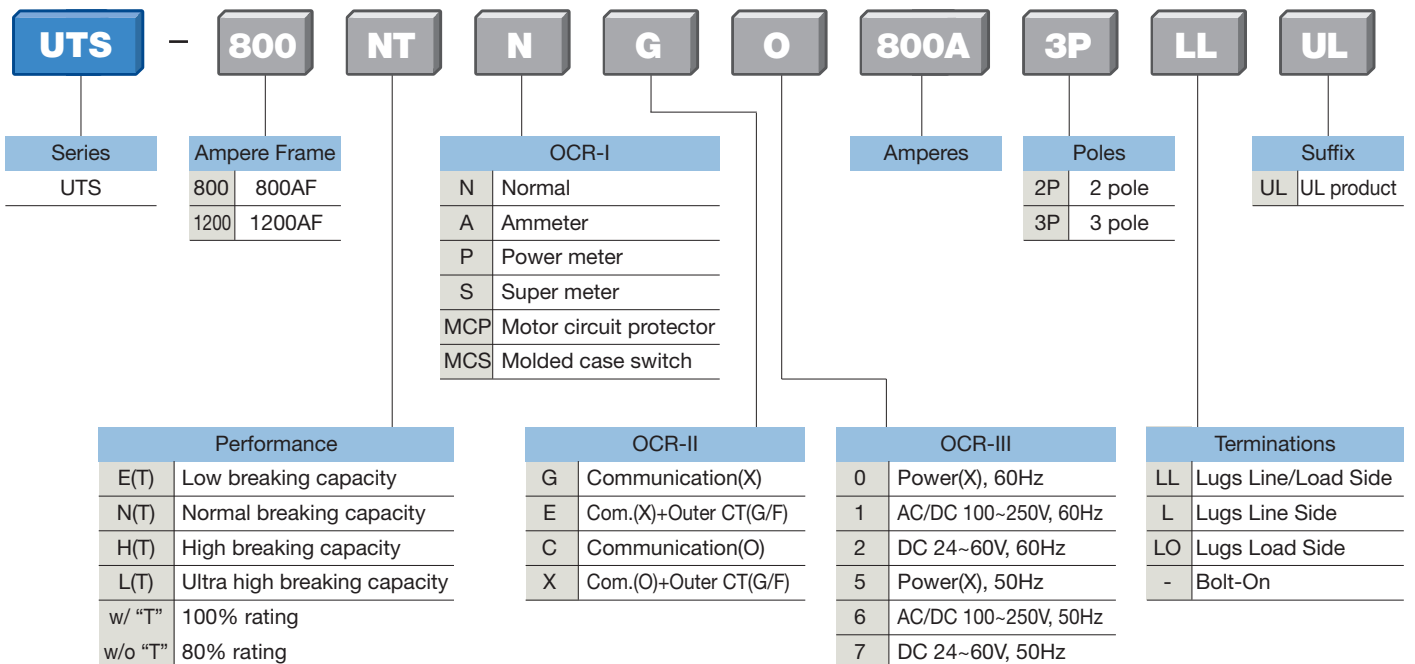 UTS - 800 NT N G O 800A 3P LL UL
Series
UTS
Ampere Frame
800 800AF
1200 1200AF
OCR-I
N Normal
A Ammeter
P Power meter
S Super meter
MCP Motor circuit protector
MCS Molded case switch
Amperes
Poles
2P 2 pole
3P 3 pole
Suffix
UL UL product
Performance
E(T) Low breaking capacity
N(T) Normal breaking capacity
H(T) High breaking capacity
L(T) Ultra high breaking capacity
w/ “T” 100% rating
w/o “T” 80% rating
OCR-II
G Communication(X)
E Com.(X)+Outer CT(G/F)
C Communication(O)
X Com.(O)+Outer CT(G/F)
OCR-III
0 Power(X), 60Hz
1 AC/DC 100~250V, 60Hz
2 DC 24~60V, 60Hz
5 Power(X), 50Hz
6 AC/DC 100~250V, 50Hz
7 DC 24~60V, 50Hz
Terminations
LL Lugs Line/Load Side
L Lugs Line Side
LO Lugs Load Side
- Bolt-On